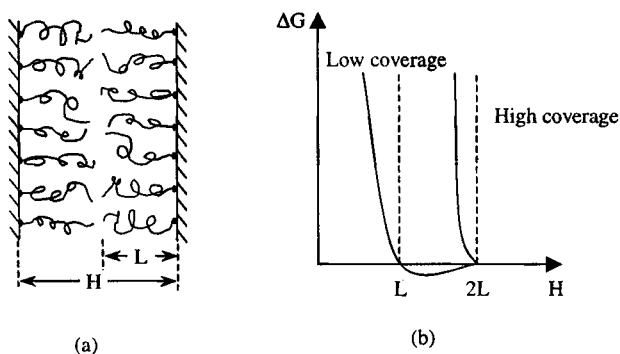 L
H
(a)
ΔG
Low coverage
High coverage
L
2L
H
(b)